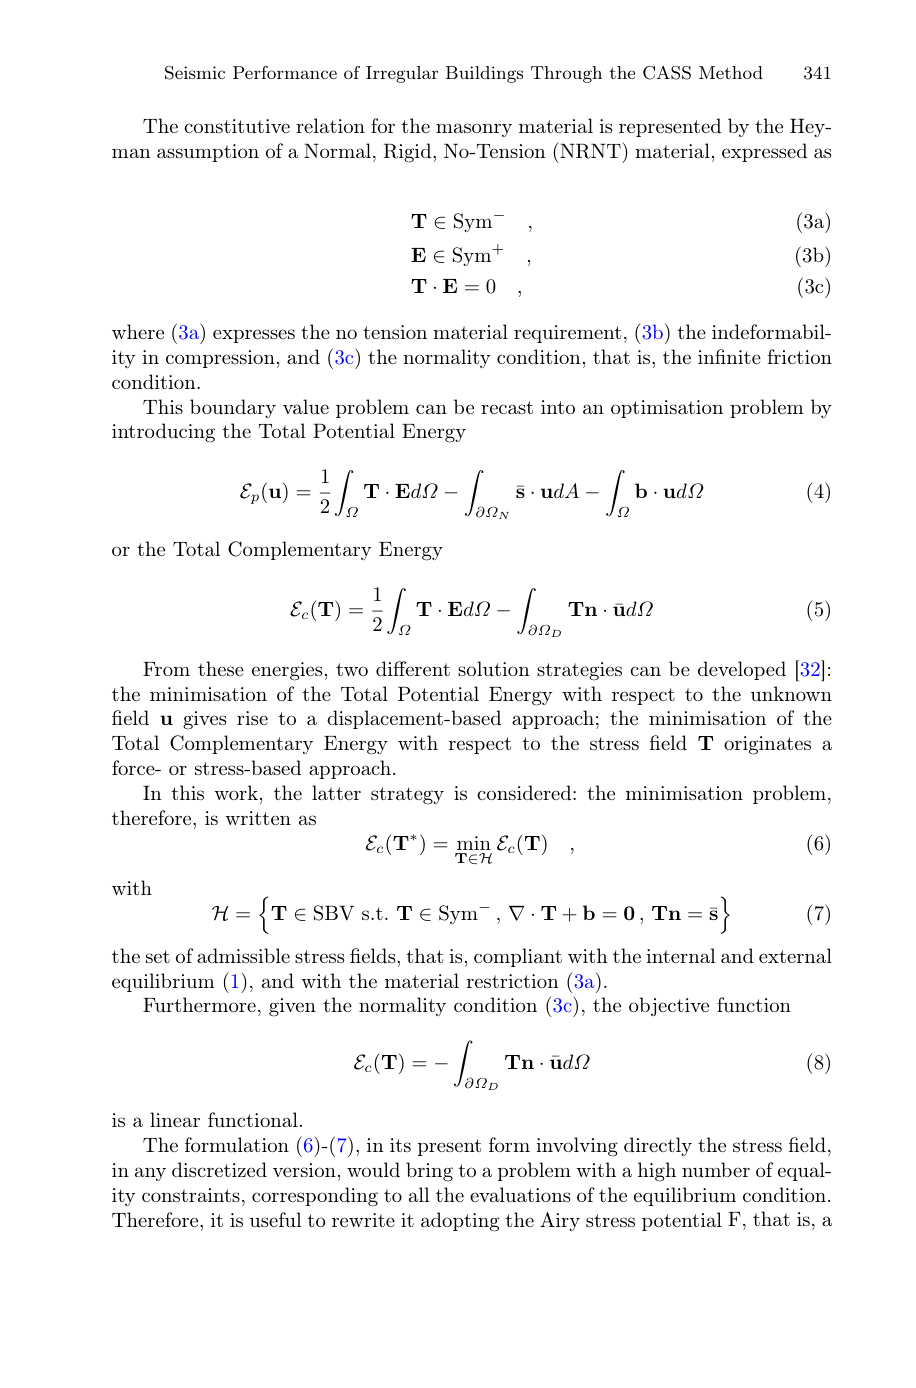 Seismic Performance of Irregular Buildings Through the CASS Method 341
The constitutive relation for the masonry material is represented by the Hey-
man assumption of a Normal, Rigid, No-Tension (NRNT) material, expressed as
T ∈ Sym⁻ , (3a)
E ∈ Sym⁺ , (3b)
T · E = 0 , (3c)
where (3a) expresses the no tension material requirement, (3b) the indeformabil-
ity in compression, and (3c) the normality condition, that is, the infinite friction
condition.
This boundary value problem can be recast into an optimisation problem by
introducing the Total Potential Energy
ℰp(u) = 1/2 ∫Ω T · EdΩ − ∫∂ΩN s̄ · udA − ∫Ω b · udΩ (4)
or the Total Complementary Energy
ℰc(T) = 1/2 ∫Ω T · EdΩ − ∫∂ΩD Tn · ūdΩ (5)
From these energies, two different solution strategies can be developed [32]:
the minimisation of the Total Potential Energy with respect to the unknown
field u gives rise to a displacement-based approach; the minimisation of the
Total Complementary Energy with respect to the stress field T originates a
force- or stress-based approach.
In this work, the latter strategy is considered: the minimisation problem,
therefore, is written as
ℰc(T*) = min T∈ℋ ℰc(T) , (6)
with
ℋ = {T ∈ SBV s.t. T ∈ Sym⁻ , ∇ · T + b = 0 , Tn = s̄} (7)
the set of admissible stress fields, that is, compliant with the internal and external
equilibrium (1), and with the material restriction (3a).
Furthermore, given the normality condition (3c), the objective function
ℰc(T) = − ∫∂ΩD Tn · ūdΩ (8)
is a linear functional.
The formulation (6)-(7), in its present form involving directly the stress field,
in any discretized version, would bring to a problem with a high number of equal-
ity constraints, corresponding to all the evaluations of the equilibrium condition.
Therefore, it is useful to rewrite it adopting the Airy stress potential F, that is, a